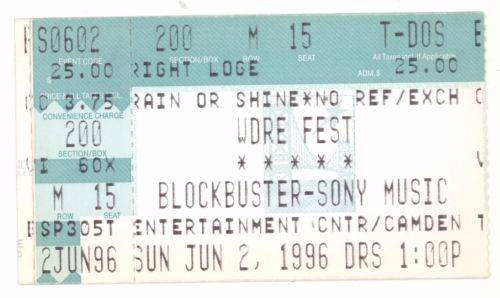 S0602 200 M 15 T-DOS E
EVENT CODE SECTION/BOX ROW SEAT All Taxes Incl. If Applicable
25.00 RIGHT LOGE ADM.$ 25.00
3.75 RAIN OR SHINE*NO REF/EXCH
CONVENIENCE CHARGE
200 WDRE FEST
SECTION/BOX
I 60X * * * * *
M 15 BLOCKBUSTER-SONY MUSIC
ROW SEAT
SP305T ENTERTAINMENT CNTR/CAMDEN
2JUN96 SUN JUN 2, 1996 DRS 1:00P